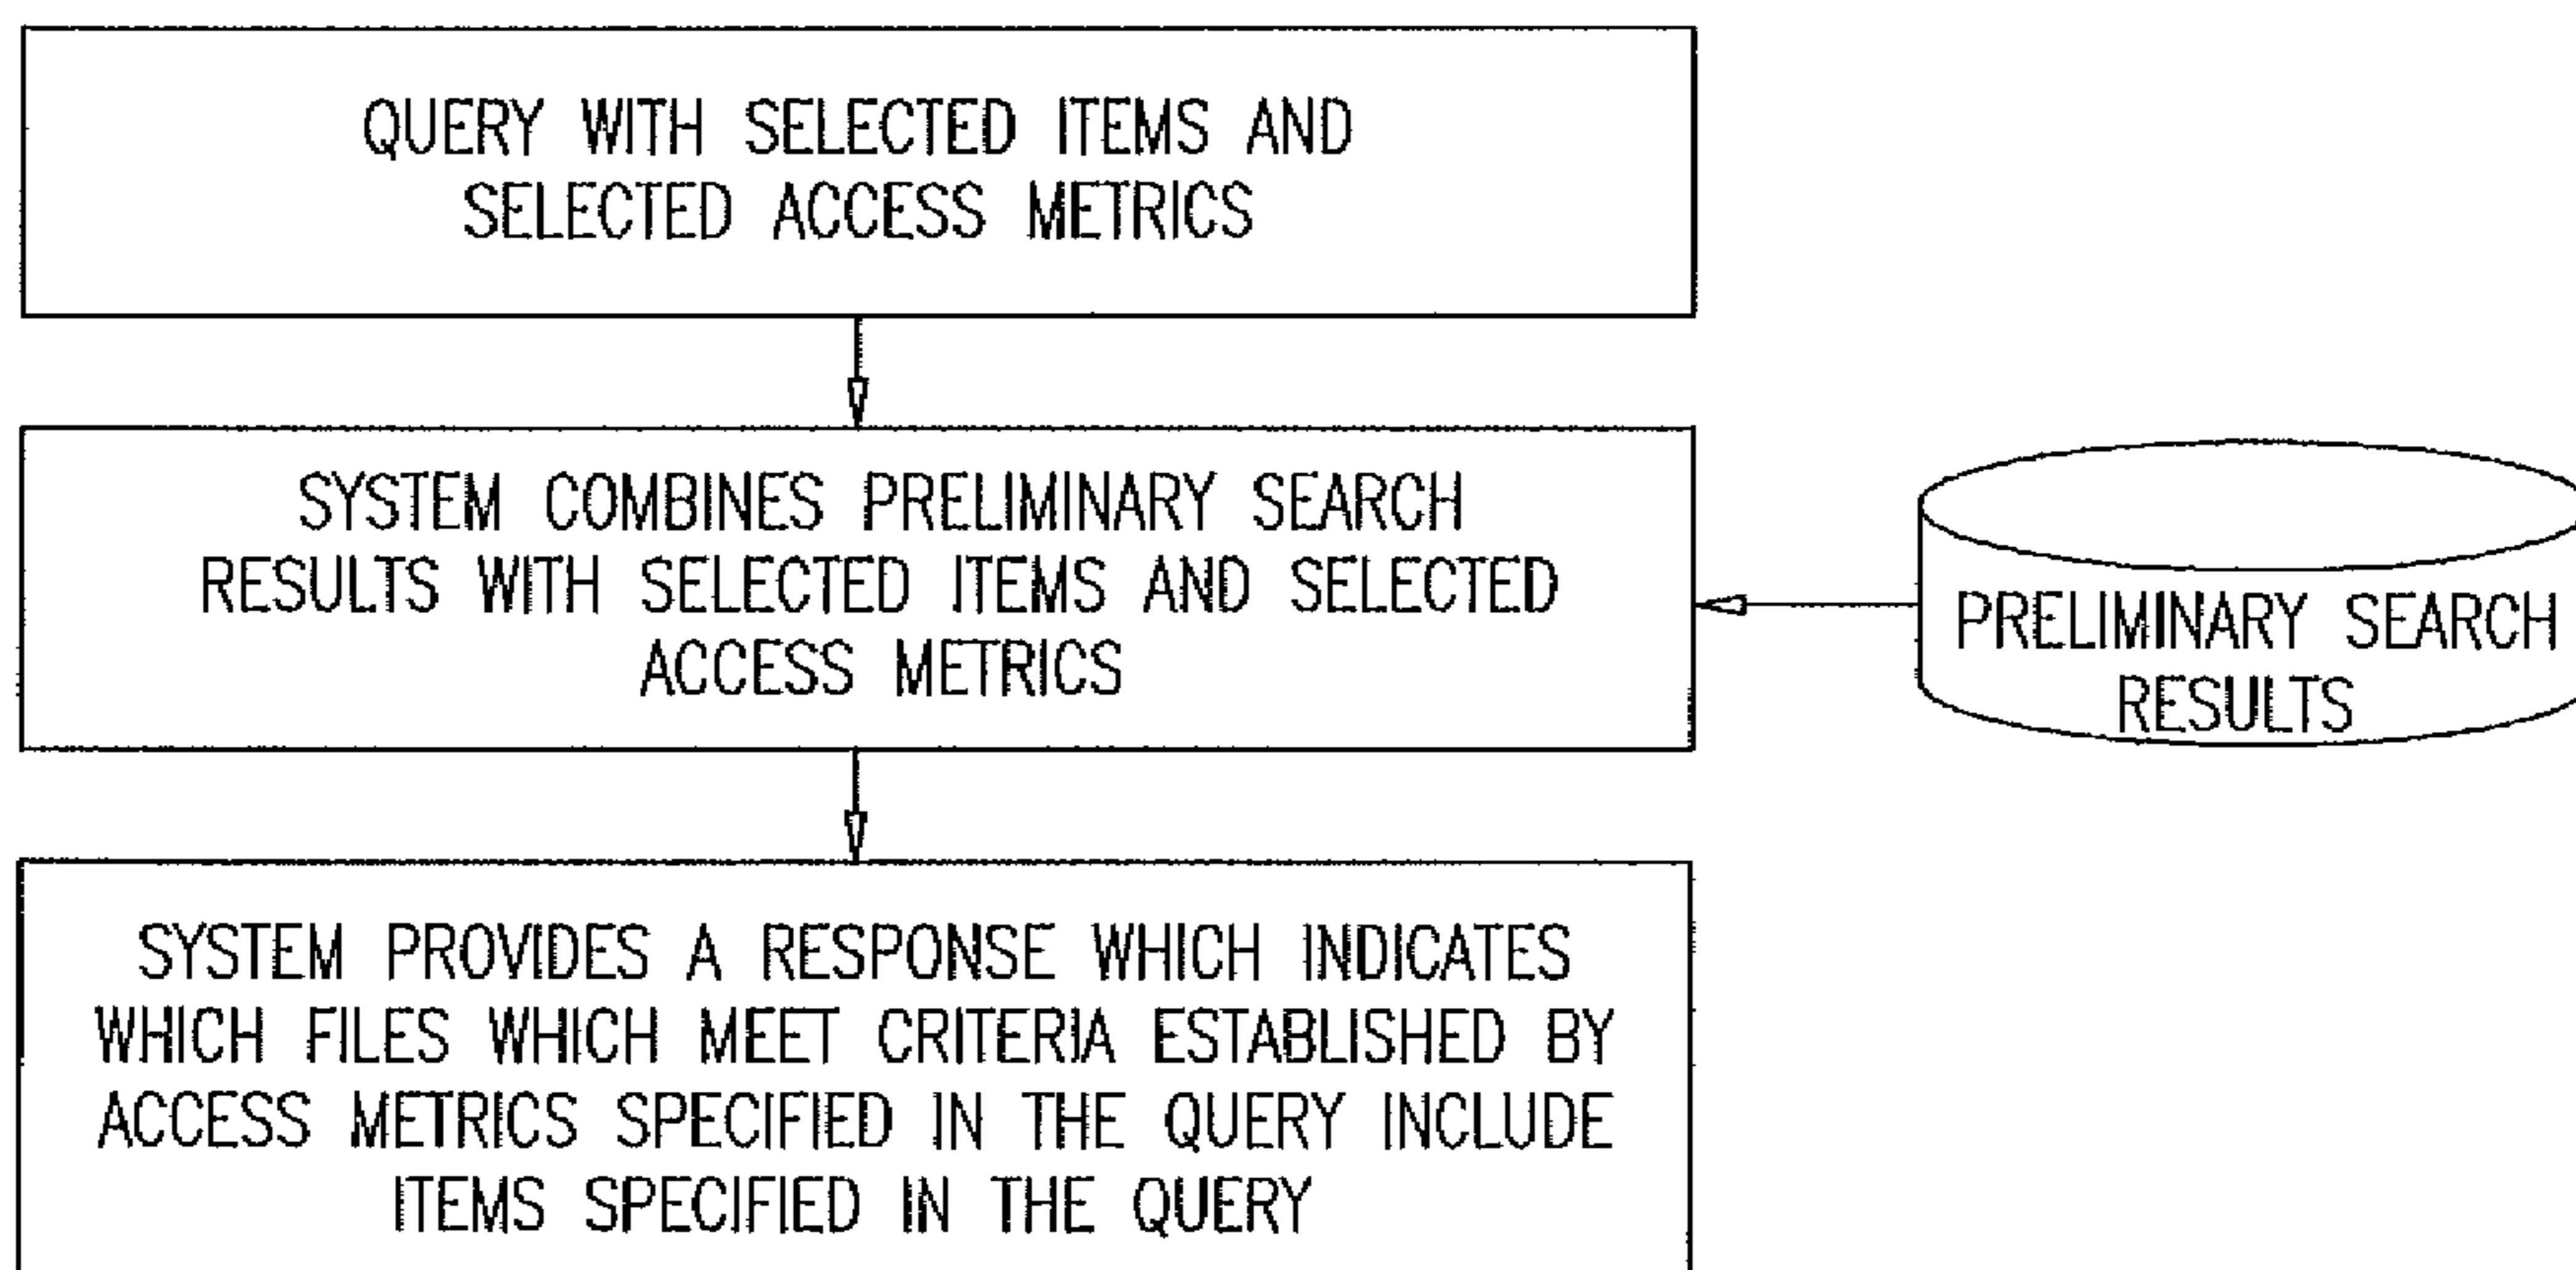 QUERY WITH SELECTED ITEMS AND
SELECTED ACCESS METRICS
SYSTEM COMBINES PRELIMINARY SEARCH
RESULTS WITH SELECTED ITEMS AND SELECTED
ACCESS METRICS
PRELIMINARY SEARCH
RESULTS
SYSTEM PROVIDES A RESPONSE WHICH INDICATES
WHICH FILES WHICH MEET CRITERIA ESTABLISHED BY
ACCESS METRICS SPECIFIED IN THE QUERY INCLUDE
ITEMS SPECIFIED IN THE QUERY